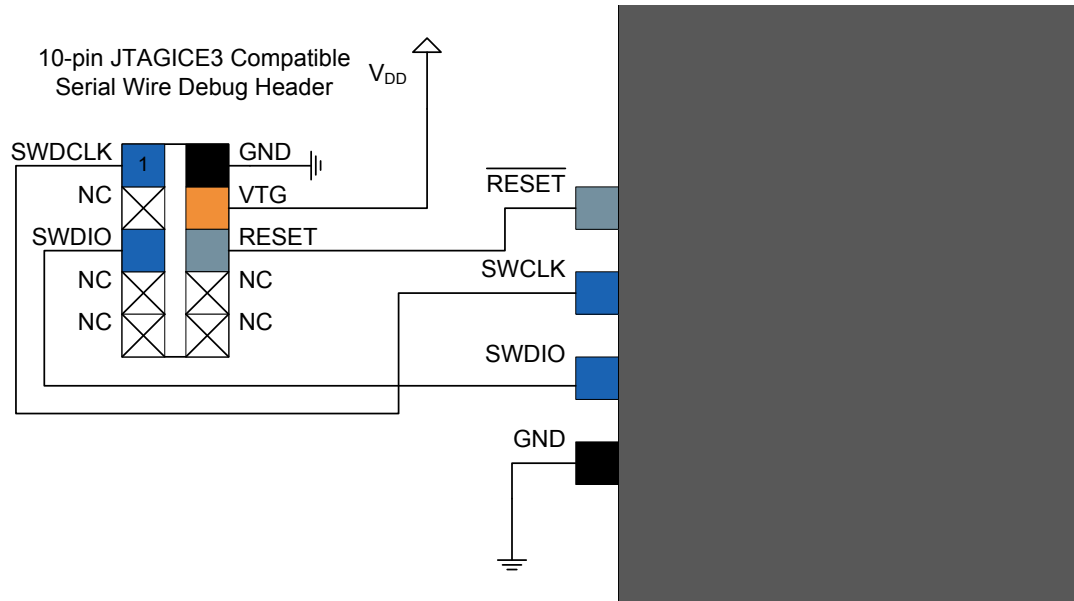 10-pin JTAGICE3 Compatible
Serial Wire Debug Header
VDD
SWDCLK
1
GND
NC
VTG
SWDIO
RESET
NC
NC
NC
NC
RESET
SWCLK
SWDIO
GND